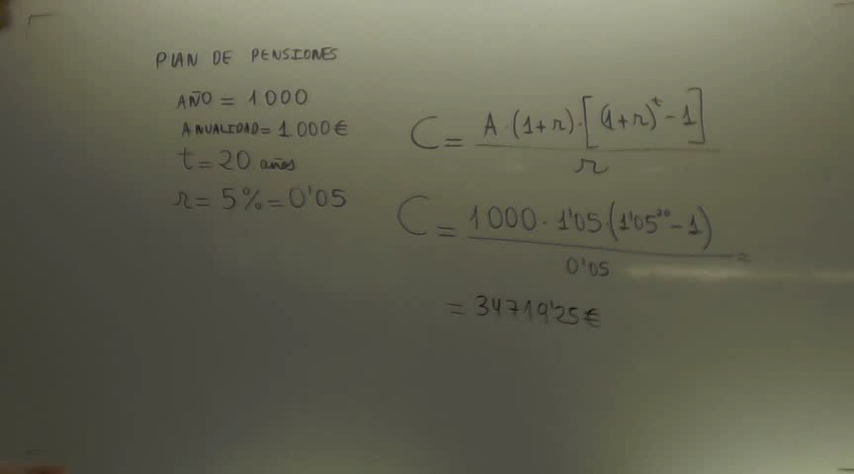 PLAN DE PENSIONES
AÑO = 1000
ANUALIDAD = 1.000€
t = 20 años
r = 5% = 0'05
C = A·(1+r)·[(1+r)^t - 1] / r
C = 1000 · 1'05 (1'05^20 - 1) / 0'05 =
= 34719'25€